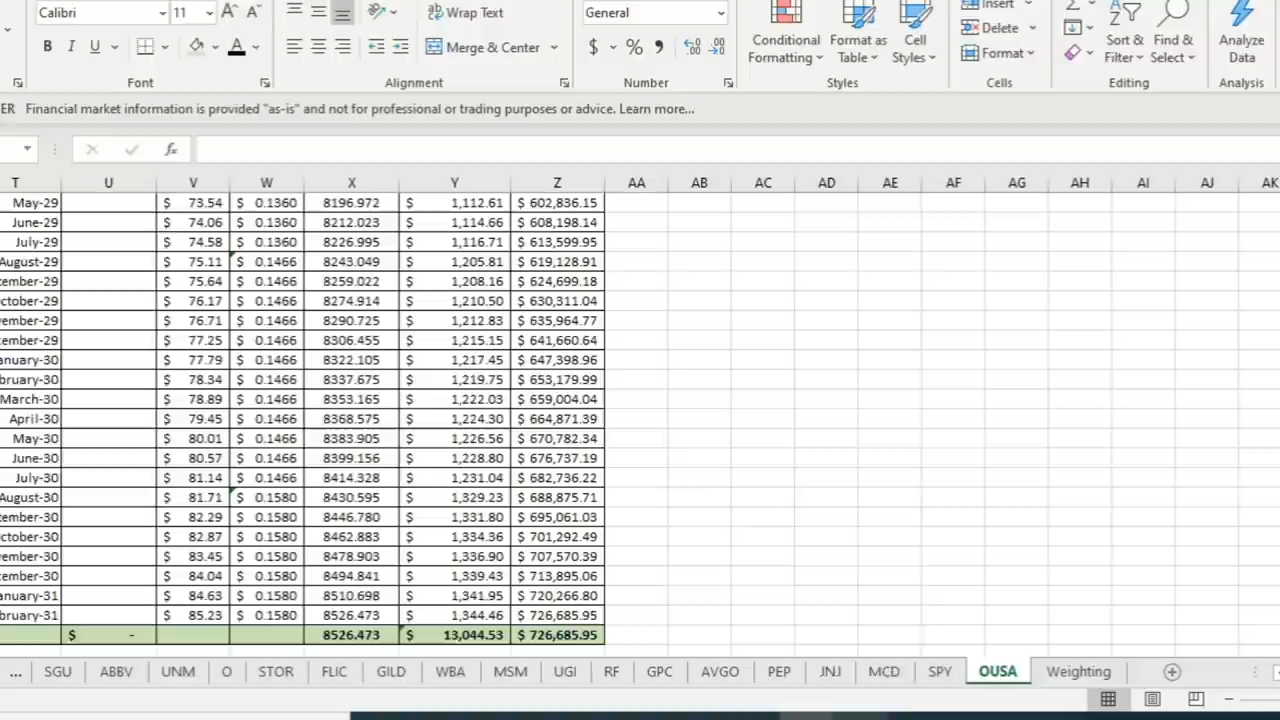 Calibri 11 A A Wrap Text General Insert
B I U A Merge & Center $ % , Conditional Formatting Format as Table Cell Styles Delete Format Sort & Filter Find & Select Analyze Data
Font Alignment Number Styles Cells Editing Analysis
ER Financial market information is provided "as-is" and not for professional or trading purposes or advice. Learn more...
fx
T U V W X Y Z AA AB AC AD AE AF AG AH AI AJ AK
May-29 $ 73.54 $ 0.1360 8196.972 $ 1,112.61 $ 602,836.15
June-29 $ 74.06 $ 0.1360 8212.023 $ 1,114.66 $ 608,198.14
July-29 $ 74.58 $ 0.1360 8226.995 $ 1,116.71 $ 613,599.95
August-29 $ 75.11 $ 0.1466 8243.049 $ 1,205.81 $ 619,128.91
tember-29 $ 75.64 $ 0.1466 8259.022 $ 1,208.16 $ 624,699.18
ctober-29 $ 76.17 $ 0.1466 8274.914 $ 1,210.50 $ 630,311.04
vember-29 $ 76.71 $ 0.1466 8290.725 $ 1,212.83 $ 635,964.77
cember-29 $ 77.25 $ 0.1466 8306.455 $ 1,215.15 $ 641,660.64
anuary-30 $ 77.79 $ 0.1466 8322.105 $ 1,217.45 $ 647,398.96
bruary-30 $ 78.34 $ 0.1466 8337.675 $ 1,219.75 $ 653,179.99
March-30 $ 78.89 $ 0.1466 8353.165 $ 1,222.03 $ 659,004.04
April-30 $ 79.45 $ 0.1466 8368.575 $ 1,224.30 $ 664,871.39
May-30 $ 80.01 $ 0.1466 8383.905 $ 1,226.56 $ 670,782.34
June-30 $ 80.57 $ 0.1466 8399.156 $ 1,228.80 $ 676,737.19
July-30 $ 81.14 $ 0.1466 8414.328 $ 1,231.04 $ 682,736.22
August-30 $ 81.71 $ 0.1580 8430.595 $ 1,329.23 $ 688,875.71
tember-30 $ 82.29 $ 0.1580 8446.780 $ 1,331.80 $ 695,061.03
ctober-30 $ 82.87 $ 0.1580 8462.883 $ 1,334.36 $ 701,292.49
vember-30 $ 83.45 $ 0.1580 8478.903 $ 1,336.90 $ 707,570.39
cember-30 $ 84.04 $ 0.1580 8494.841 $ 1,339.43 $ 713,895.06
anuary-31 $ 84.63 $ 0.1580 8510.698 $ 1,341.95 $ 720,266.80
bruary-31 $ 85.23 $ 0.1580 8526.473 $ 1,344.46 $ 726,685.95
$ - 8526.473 $ 13,044.53 $ 726,685.95
... SGU ABBV UNM O STOR FLIC GILD WBA MSM UGI RF GPC AVGO PEP JNJ MCD SPY OUSA Weighting